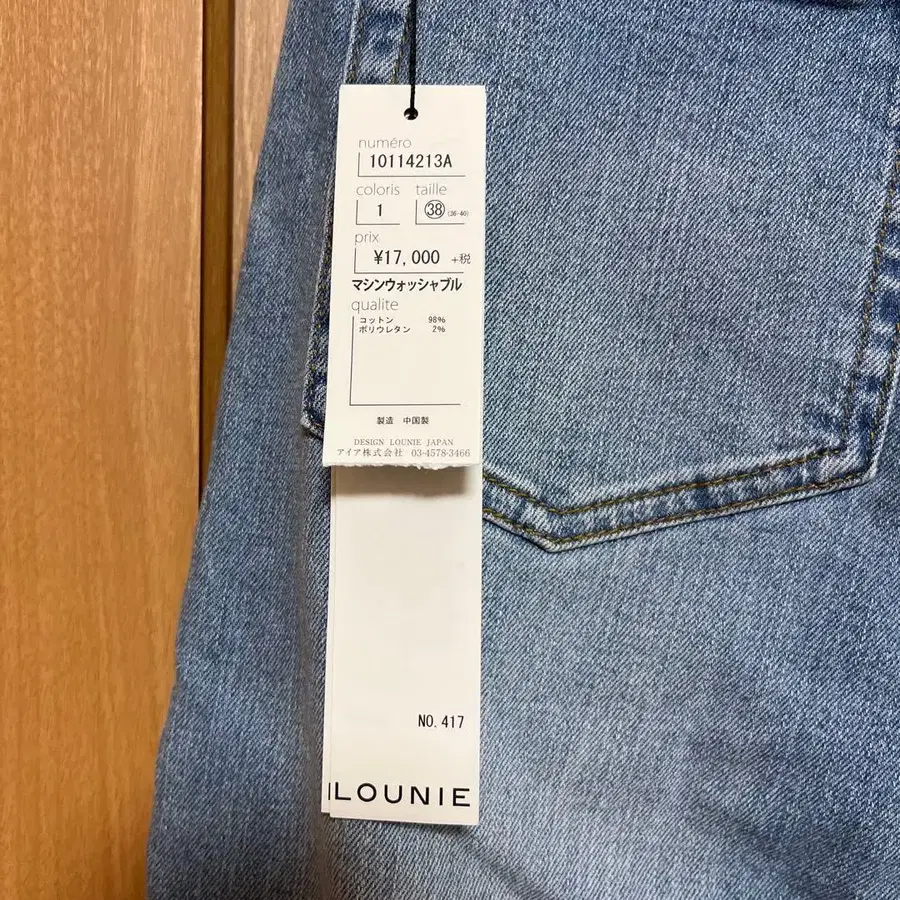 numéro
10114213A
coloris taille
1 38 (36-40)
prix
¥17,000 +税
マシンウォッシャブル
qualite
コットン 98%
ポリウレタン 2%
製造 中国製
DESIGN LOUNIE JAPAN
アイア株式会社 03-4578-3466
NO. 417
LOUNIE